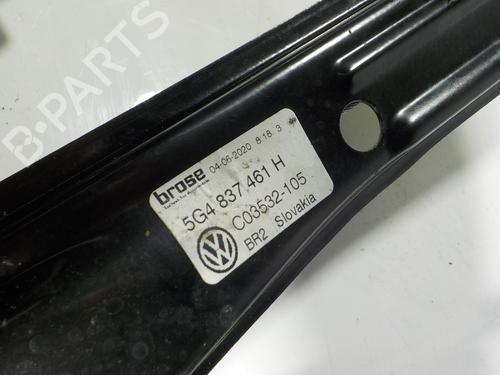 brose 04-06-2020 8.18 3
5G4 837 461 H
C03532-105
BR2 Slovakia
B-PARTS